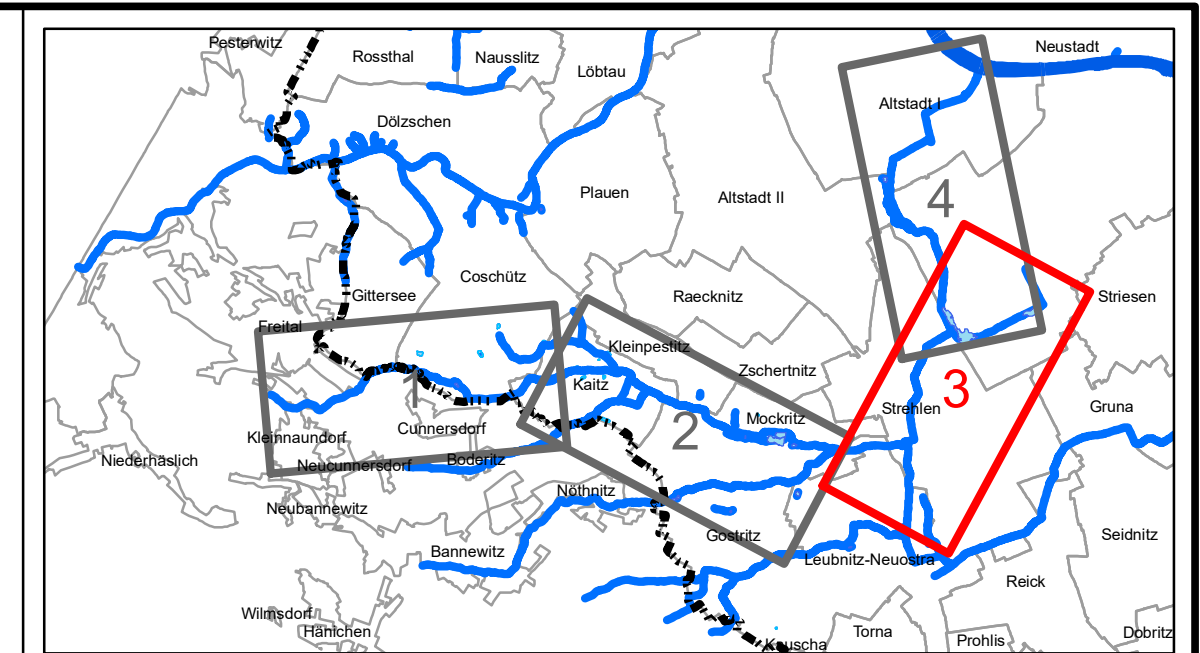 Pesterwitz
Rossthal
Nausslitz
Löbtau
Neustadt
Altstadt I
Dölzschen
Plauen
Altstadt II
4
Coschütz
Gittersee
Raecknitz
Striesen
Freital
Kleinpestitz
Zschertnitz
Kaitz
1
3
Strehlen
Gruna
Mockritz
2
Cunnersdorf
Kleinnaundorf
Niederhäslich
Neucunnersdorf
Boderitz
Nöthnitz
Neubannewitz
Gostritz
Seidnitz
Bannewitz
Leubnitz-Neuostra
Reick
Wilmsdorf
Hänichen
Torna
Prohlis
Dobritz
Kauscha